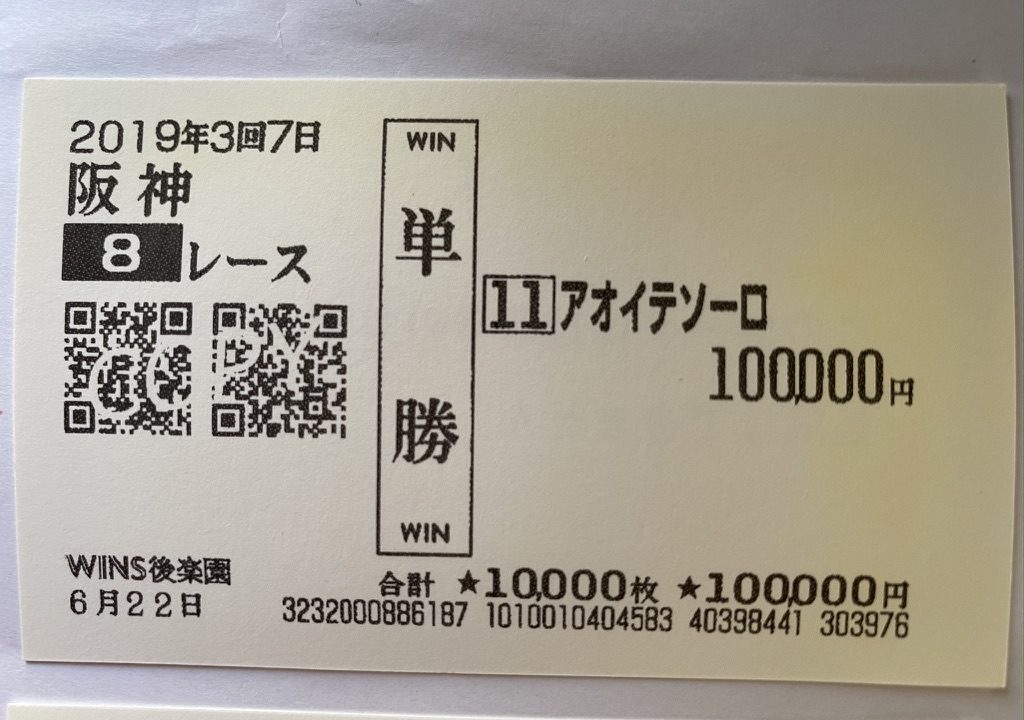 2019年3回7日
阪神
8レース
COPY
WIN
単勝
WIN
11アオイテソーロ
100,000円
WINS後楽園
6月22日
合計 ★10,000枚 ★100,000円
3232000886187 1010010404583 40398441 303976